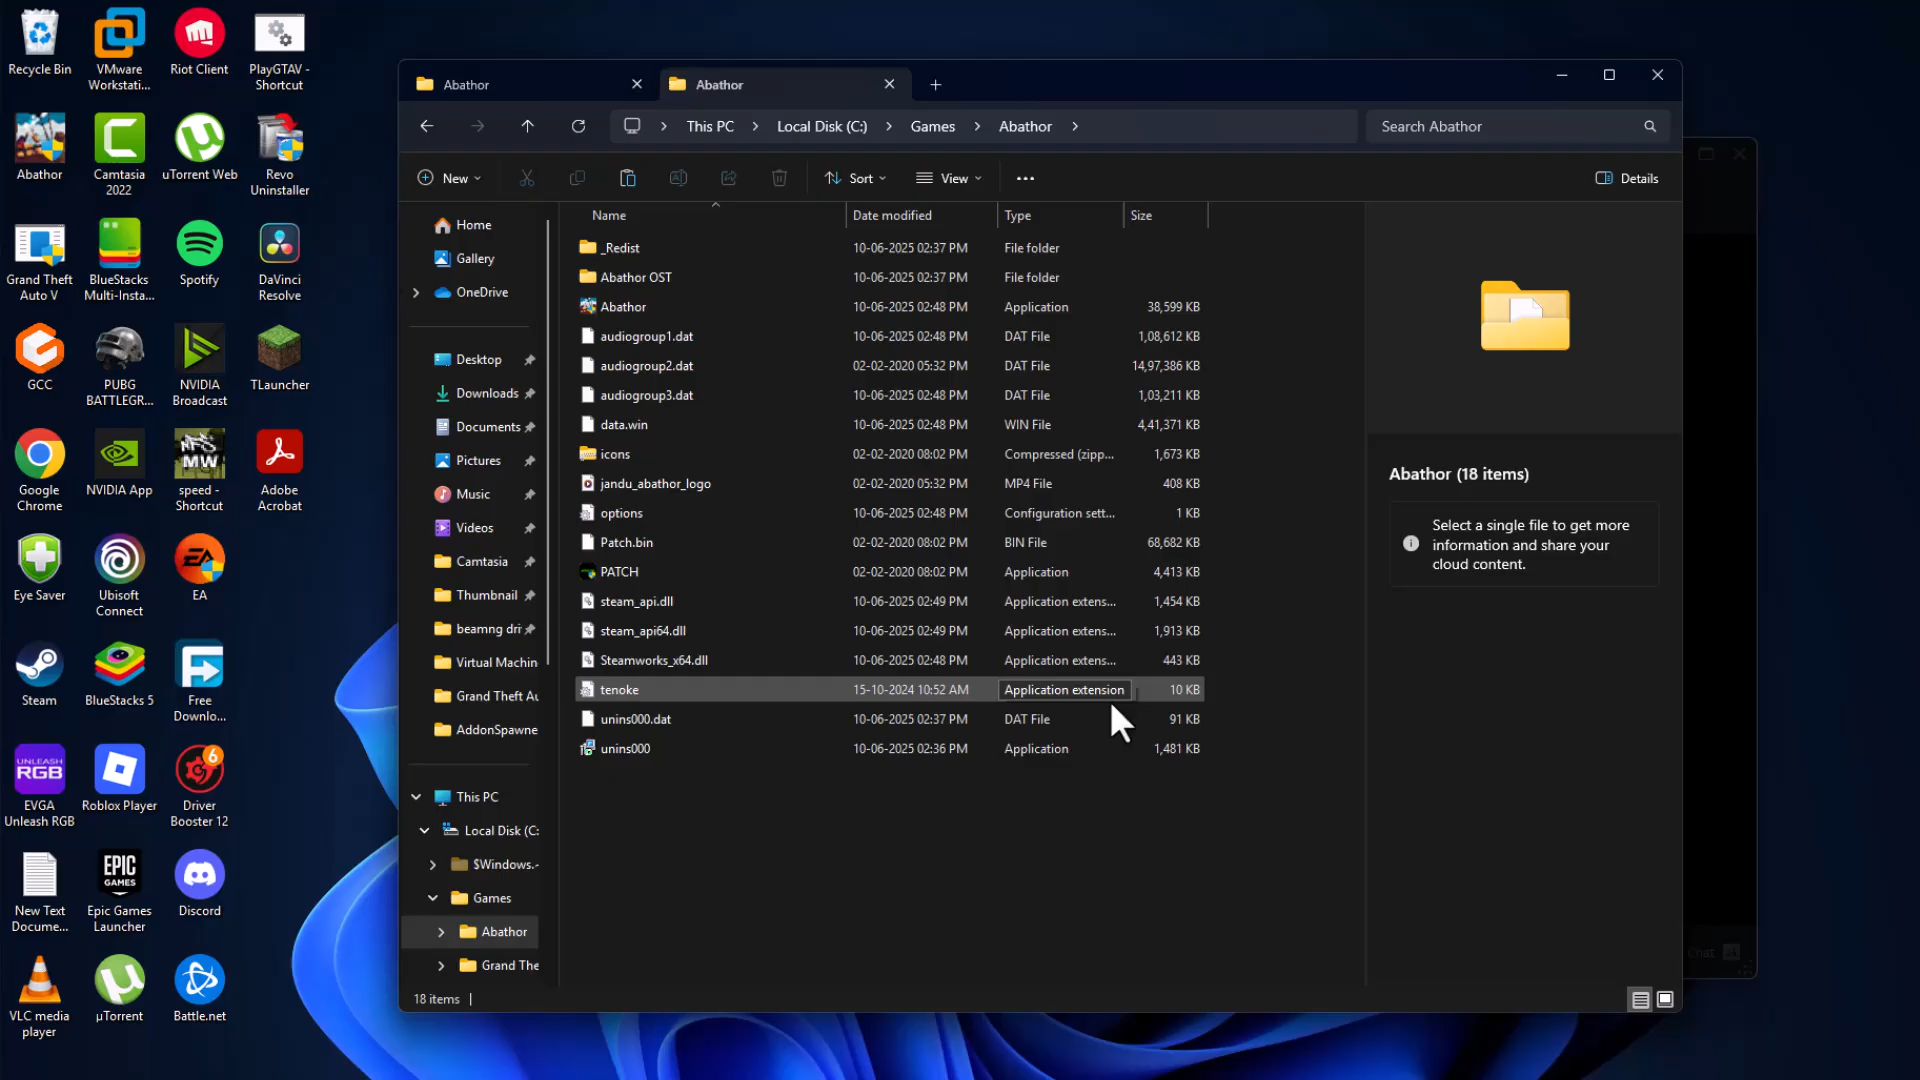 Recycle Bin
VMware
Workstati...
Riot Client
PlayGTAV -
Shortcut
Abathor
Camtasia
2022
uTorrent Web
Revo
Uninstaller
Grand Theft
Auto V
BlueStacks
Multi-Insta...
Spotify
DaVinci
Resolve
GCC
PUBG
BATTLEGR...
NVIDIA
Broadcast
TLauncher
Google
Chrome
NVIDIA App
speed -
Shortcut
Adobe
Acrobat
Eye Saver
Ubisoft
Connect
EA
Steam
BlueStacks 5
Free
Downlo...
UNLEASH
RGB
EVGA
Unleash RGB
Roblox Player
6
Driver
Booster 12
New Text
Docume...
EPIC
GAMES
Epic Games
Launcher
Discord
VLC media
player
µTorrent
Battle.net
Abathor
Abathor
This PC
Local Disk (C:)
Games
Abathor
Search Abathor
New
Sort
View
Details
Home
Gallery
OneDrive
Desktop
Downloads
Documents
Pictures
Music
Videos
Camtasia
Thumbnail
beamng dri
Virtual Machin
Grand Theft Au
AddonSpawne
This PC
Local Disk (C:
$Windows.~
Games
Abathor
Grand The
Name Date modified Type Size
_Redist 10-06-2025 02:37 PM File folder
Abathor OST 10-06-2025 02:37 PM File folder
Abathor 10-06-2025 02:48 PM Application 38,599 KB
audiogroup1.dat 10-06-2025 02:48 PM DAT File 1,08,612 KB
audiogroup2.dat 02-02-2020 05:32 PM DAT File 14,97,386 KB
audiogroup3.dat 10-06-2025 02:48 PM DAT File 1,03,211 KB
data.win 10-06-2025 02:48 PM WIN File 4,41,371 KB
icons 02-02-2020 08:02 PM Compressed (zipp... 1,673 KB
jandu_abathor_logo 02-02-2020 05:32 PM MP4 File 408 KB
options 10-06-2025 02:48 PM Configuration sett... 1 KB
Patch.bin 02-02-2020 08:02 PM BIN File 68,682 KB
PATCH 02-02-2020 08:02 PM Application 4,413 KB
steam_api.dll 10-06-2025 02:49 PM Application extens... 1,454 KB
steam_api64.dll 10-06-2025 02:49 PM Application extens... 1,913 KB
Steamworks_x64.dll 10-06-2025 02:48 PM Application extens... 443 KB
tenoke 15-10-2024 10:52 AM Application extension 10 KB
unins000.dat 10-06-2025 02:37 PM DAT File 91 KB
unins000 10-06-2025 02:36 PM Application 1,481 KB
Abathor (18 items)
Select a single file to get more
information and share your
cloud content.
18 items